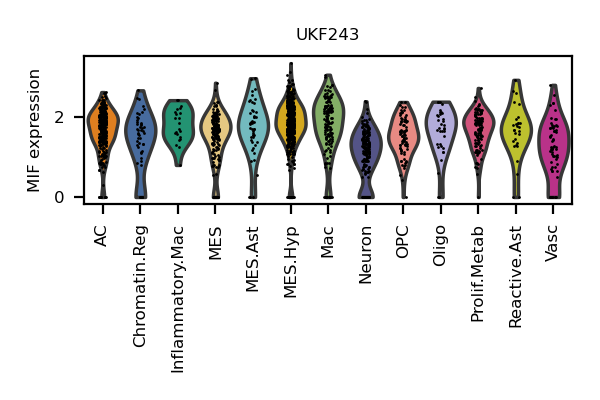 UKF243
MIF expression
2
0
AC
Chromatin.Reg
Inflammatory.Mac
MES
MES.Ast
MES.Hyp
Mac
Neuron
OPC
Oligo
Prolif.Metab
Reactive.Ast
Vasc